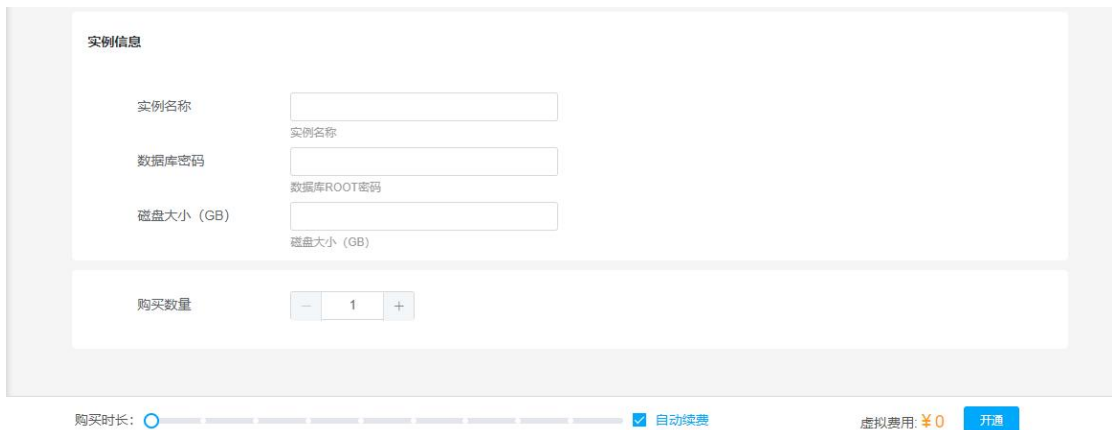 实例信息
实例名称
实例名称
数据库密码
数据库ROOT密码
磁盘大小（GB）
磁盘大小（GB）
购买数量 － 1 ＋
购买时长： 自动续费 虚拟费用: ¥0 开通